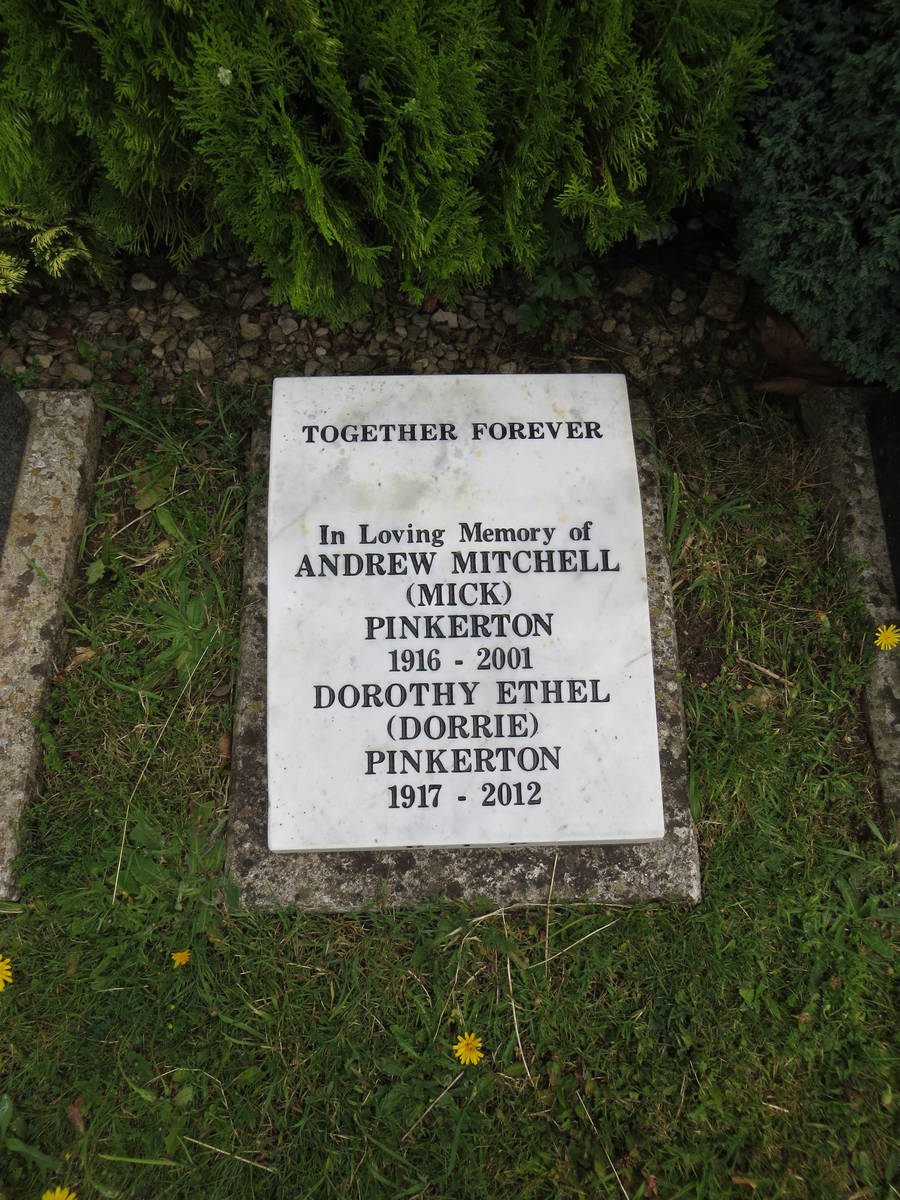 TOGETHER FOREVER
In Loving Memory of
ANDREW MITCHELL
(MICK)
PINKERTON
1916 - 2001
DOROTHY ETHEL
(DORRIE)
PINKERTON
1917 - 2012